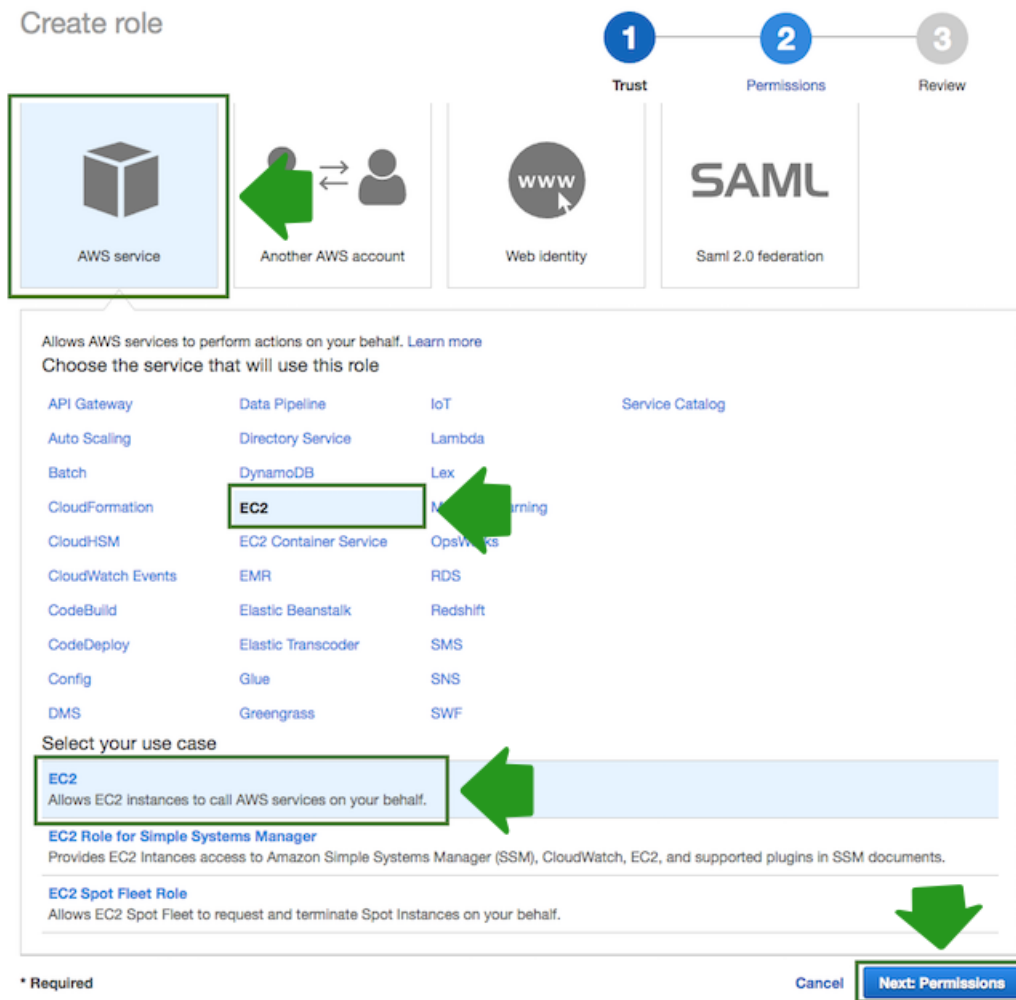 Create role
1
2
3
Trust
Permissions
Review
www
SAML
AWS service
Another AWS account
Web identity
Saml 2.0 federation
Allows AWS services to perform actions on your behalf. Learn more
Choose the service that will use this role
API Gateway
Data Pipeline
IoT
Service Catalog
Auto Scaling
Directory Service
Lambda
Batch
DynamoDB
Lex
CloudFormation
EC2
CloudHSM
EC2 Container Service
CloudWatch Events
EMR
RDS
CodeBuild
Elastic Beanstalk
Redshift
CodeDeploy
Elastic Transcoder
SMS
Config
Glue
SNS
DMS
Greengrass
SWF
Select your use case
EC2
Allows EC2 instances to call AWS services on your behalf.
EC2 Role for Simple Systems Manager
Provides EC2 Intances access to Amazon Simple Systems Manager (SSM), CloudWatch, EC2, and supported plugins in SSM documents.
EC2 Spot Fleet Role
Allows EC2 Spot Fleet to request and terminate Spot Instances on your behalf.
* Required
Cancel
Next: Permissions